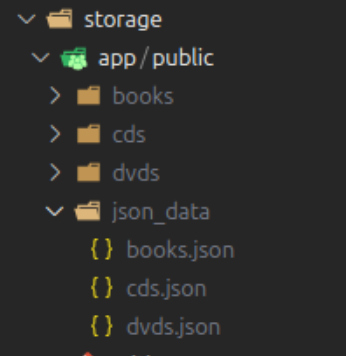 storage
app/public
books
cds
dvds
json_data
{} books.json
{} cds.json
{} dvds.json